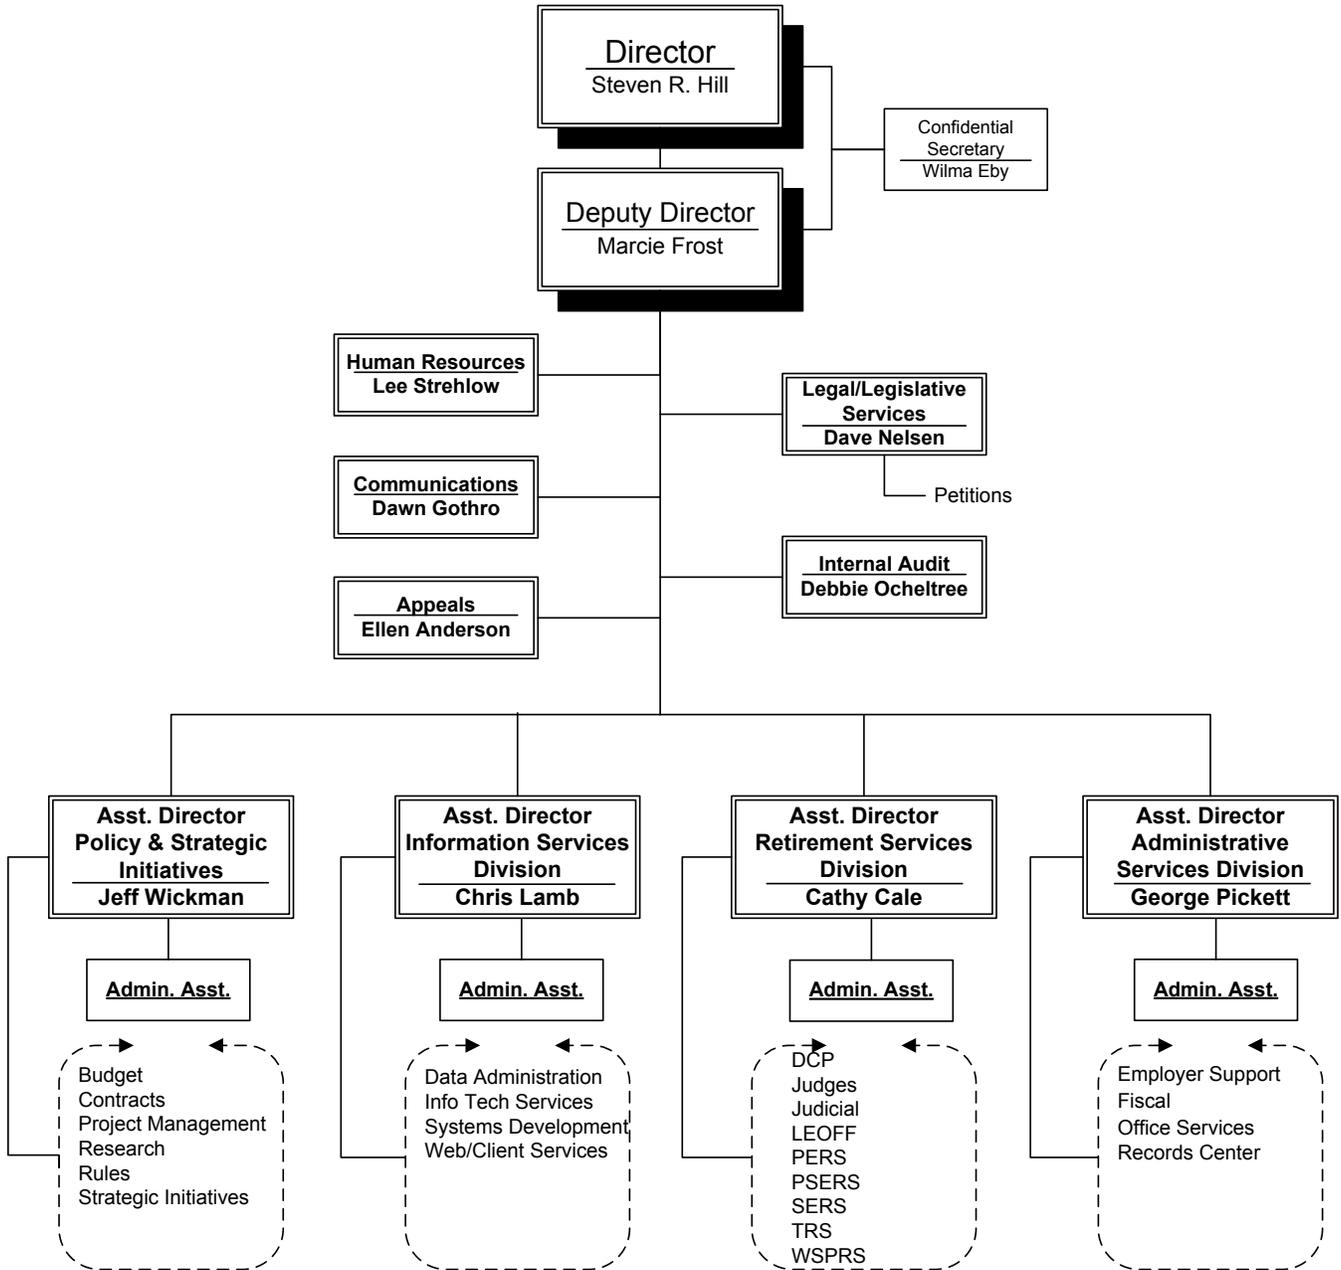 Director
Steven R. Hill
Confidential
Secretary
Wilma Eby
Deputy Director
Marcie Frost
Human Resources
Lee Strehlow
Legal/Legislative
Services
Dave Nelsen
Petitions
Communications
Dawn Gothro
Internal Audit
Debbie Ocheltree
Appeals
Ellen Anderson
Asst. Director
Policy & Strategic
Initiatives
Jeff Wickman
Admin. Asst.
Budget
Contracts
Project Management
Research
Rules
Strategic Initiatives
Asst. Director
Information Services
Division
Chris Lamb
Admin. Asst.
Data Administration
Info Tech Services
Systems Development
Web/Client Services
Asst. Director
Retirement Services
Division
Cathy Cale
Admin. Asst.
DCP
Judges
Judicial
LEOFF
PERS
PSERS
SERS
TRS
WSPRS
Asst. Director
Administrative
Services Division
George Pickett
Admin. Asst.
Employer Support
Fiscal
Office Services
Records Center